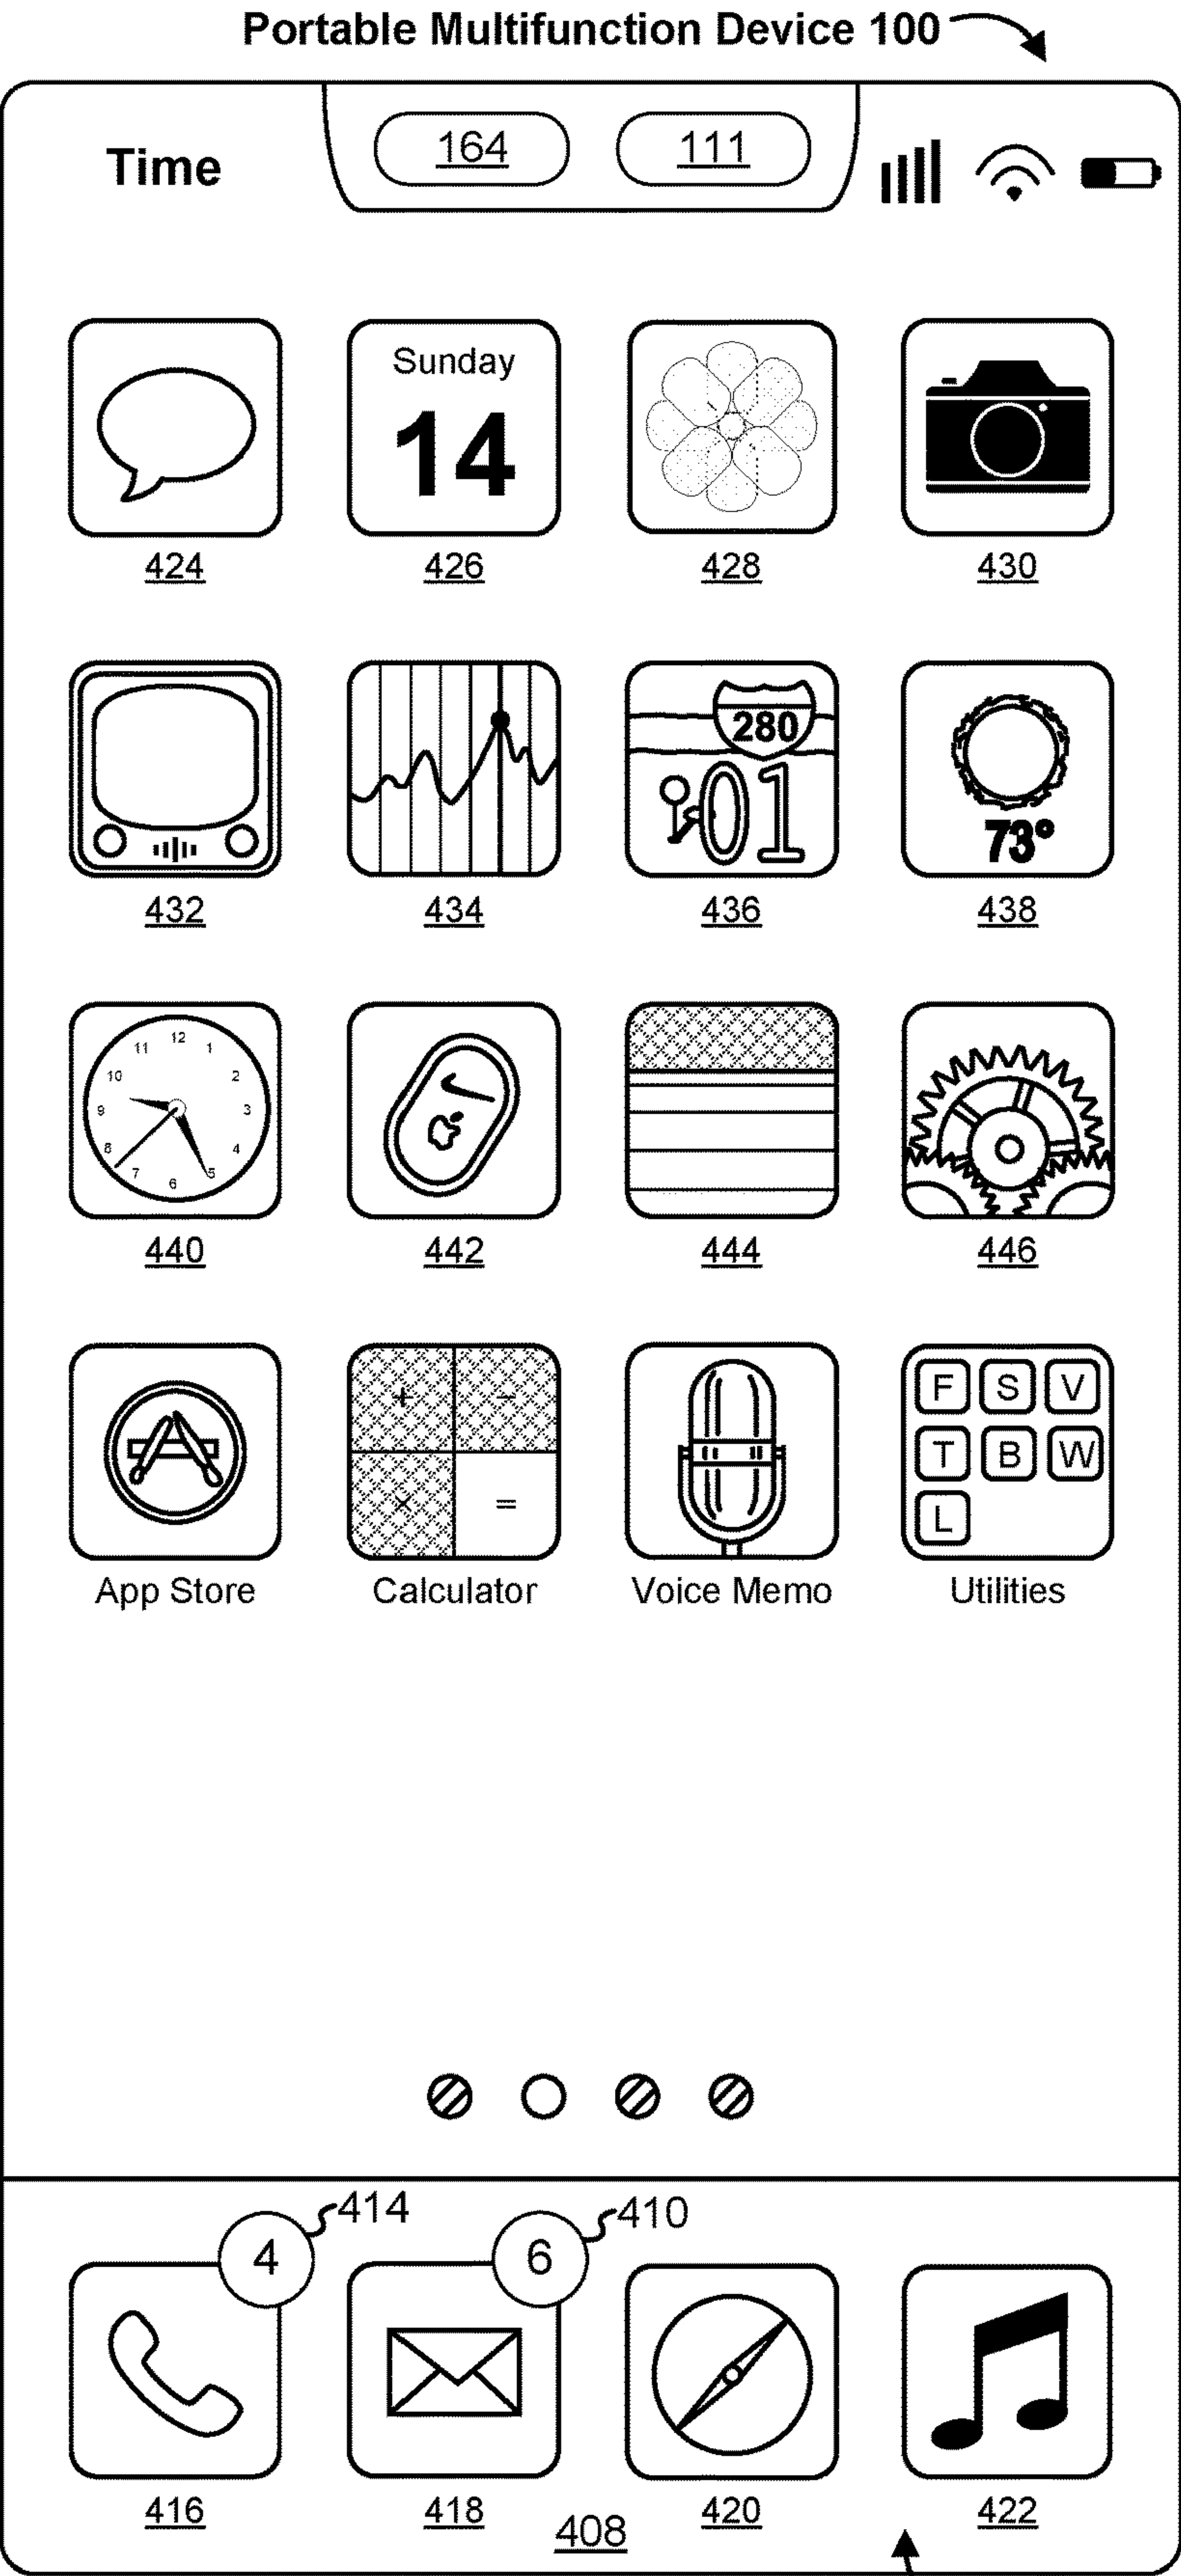 Portable Multifunction Device 100
Time
164 111
Sunday
14
424 426 428 430
280
01
73°
432 434 436 438
12
11 1
10 2
9 3
8 4
7 5
6
440 442 444 446
+ −
× =
F S V
T B W
L
App Store Calculator Voice Memo Utilities
4 414 6 410
416 418 420 422
408